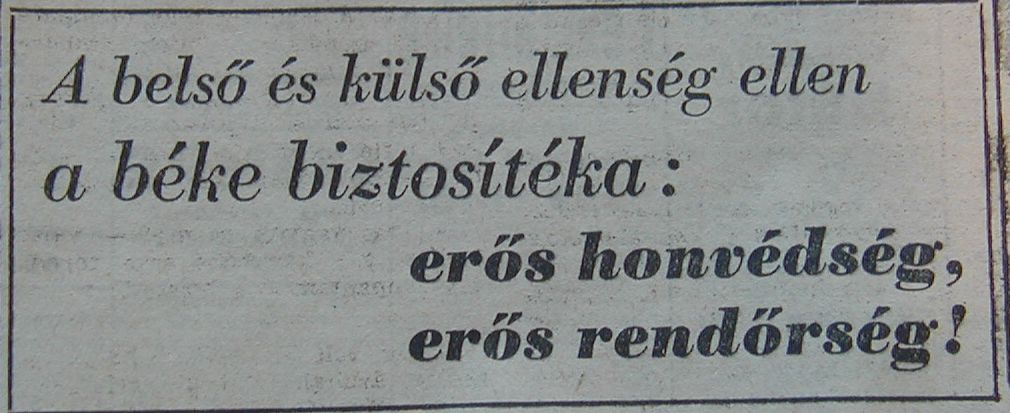 A belső és külső ellenség ellen
a béke biztosítéka:
erős honvédség,
erős rendőrség!